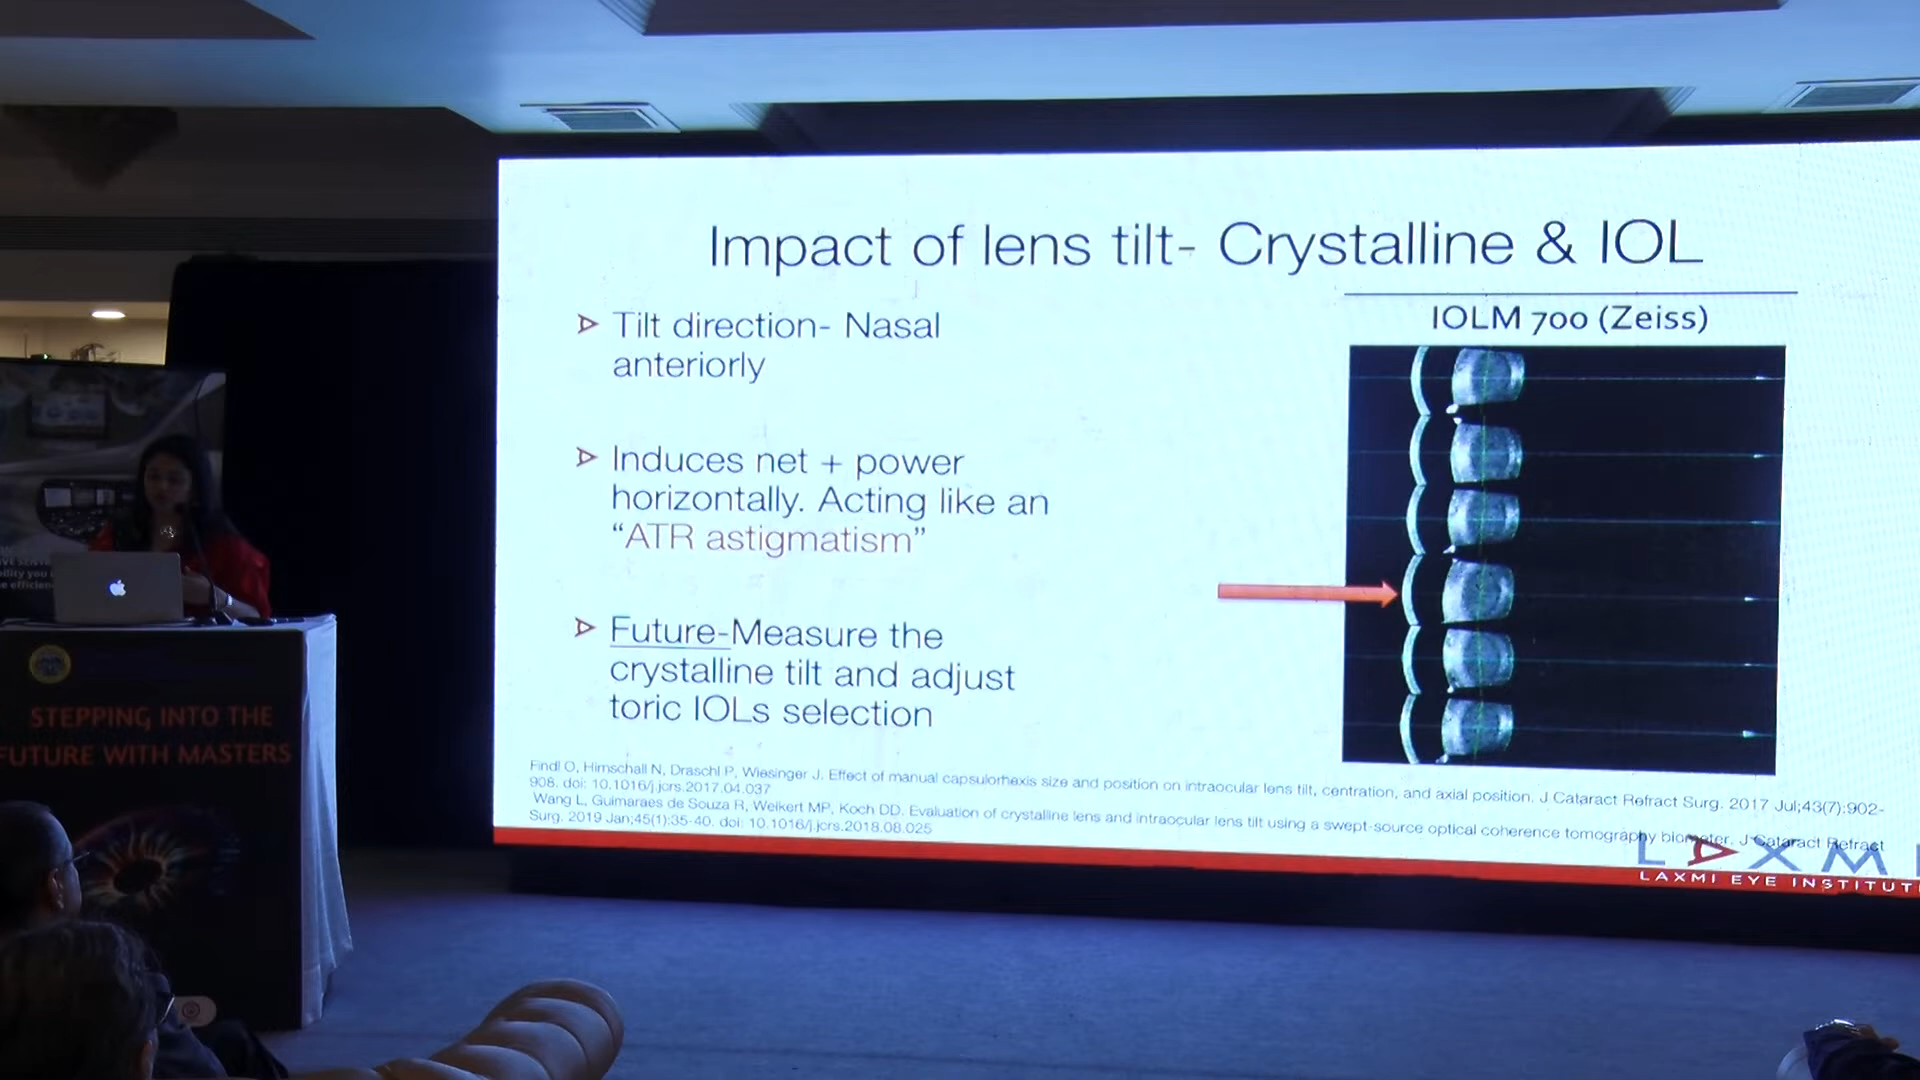 Impact of lens tilt- Crystalline & IOL
Tilt direction- Nasal
anteriorly
Induces net + power
horizontally. Acting like an
“ATR astigmatism”
Future-Measure the
crystalline tilt and adjust
toric IOLs selection
IOLM 700 (Zeiss)
Findl O, Hirnschall N, Draschl P, Wiesinger J. Effect of manual capsulorhexis size and position on intraocular lens tilt, centration, and axial position. J Cataract Refract Surg. 2017 Jul;43(7):902-
908. doi: 10.1016/j.jcrs.2017.04.037
Wang L, Guimaraes de Souza R, Weikert MP, Koch DD. Evaluation of crystalline lens and intraocular lens tilt using a swept-source optical coherence tomography biometer. J Cataract Refract
Surg. 2019 Jan;45(1):35-40. doi: 10.1016/j.jcrs.2018.08.025
LAXM
LAXMI EYE INSTITUT
STEPPING INTO THE
FUTURE WITH MASTERS
bility you
e efficien